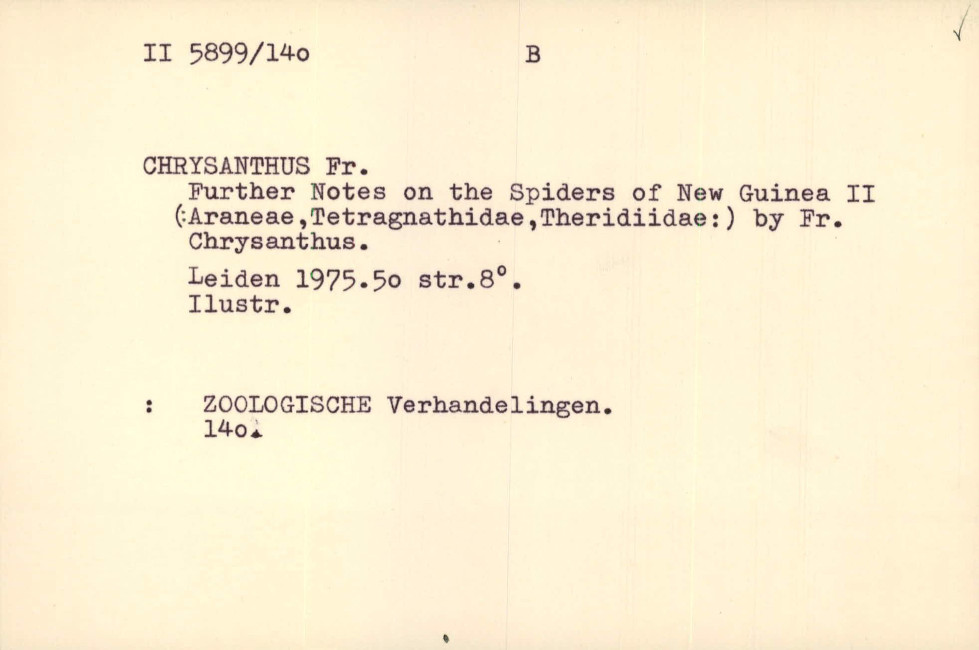 II 5899/14o B
CHRYSANTHUS Fr.
Further Notes on the Spiders of New Guinea II
(:Araneae,Tetragnathidae,Theridiidae:) by Fr.
Chrysanthus.
Leiden 1975.5o str.8°.
Ilustr.
: ZOOLOGISCHE Verhandelingen.
14o.